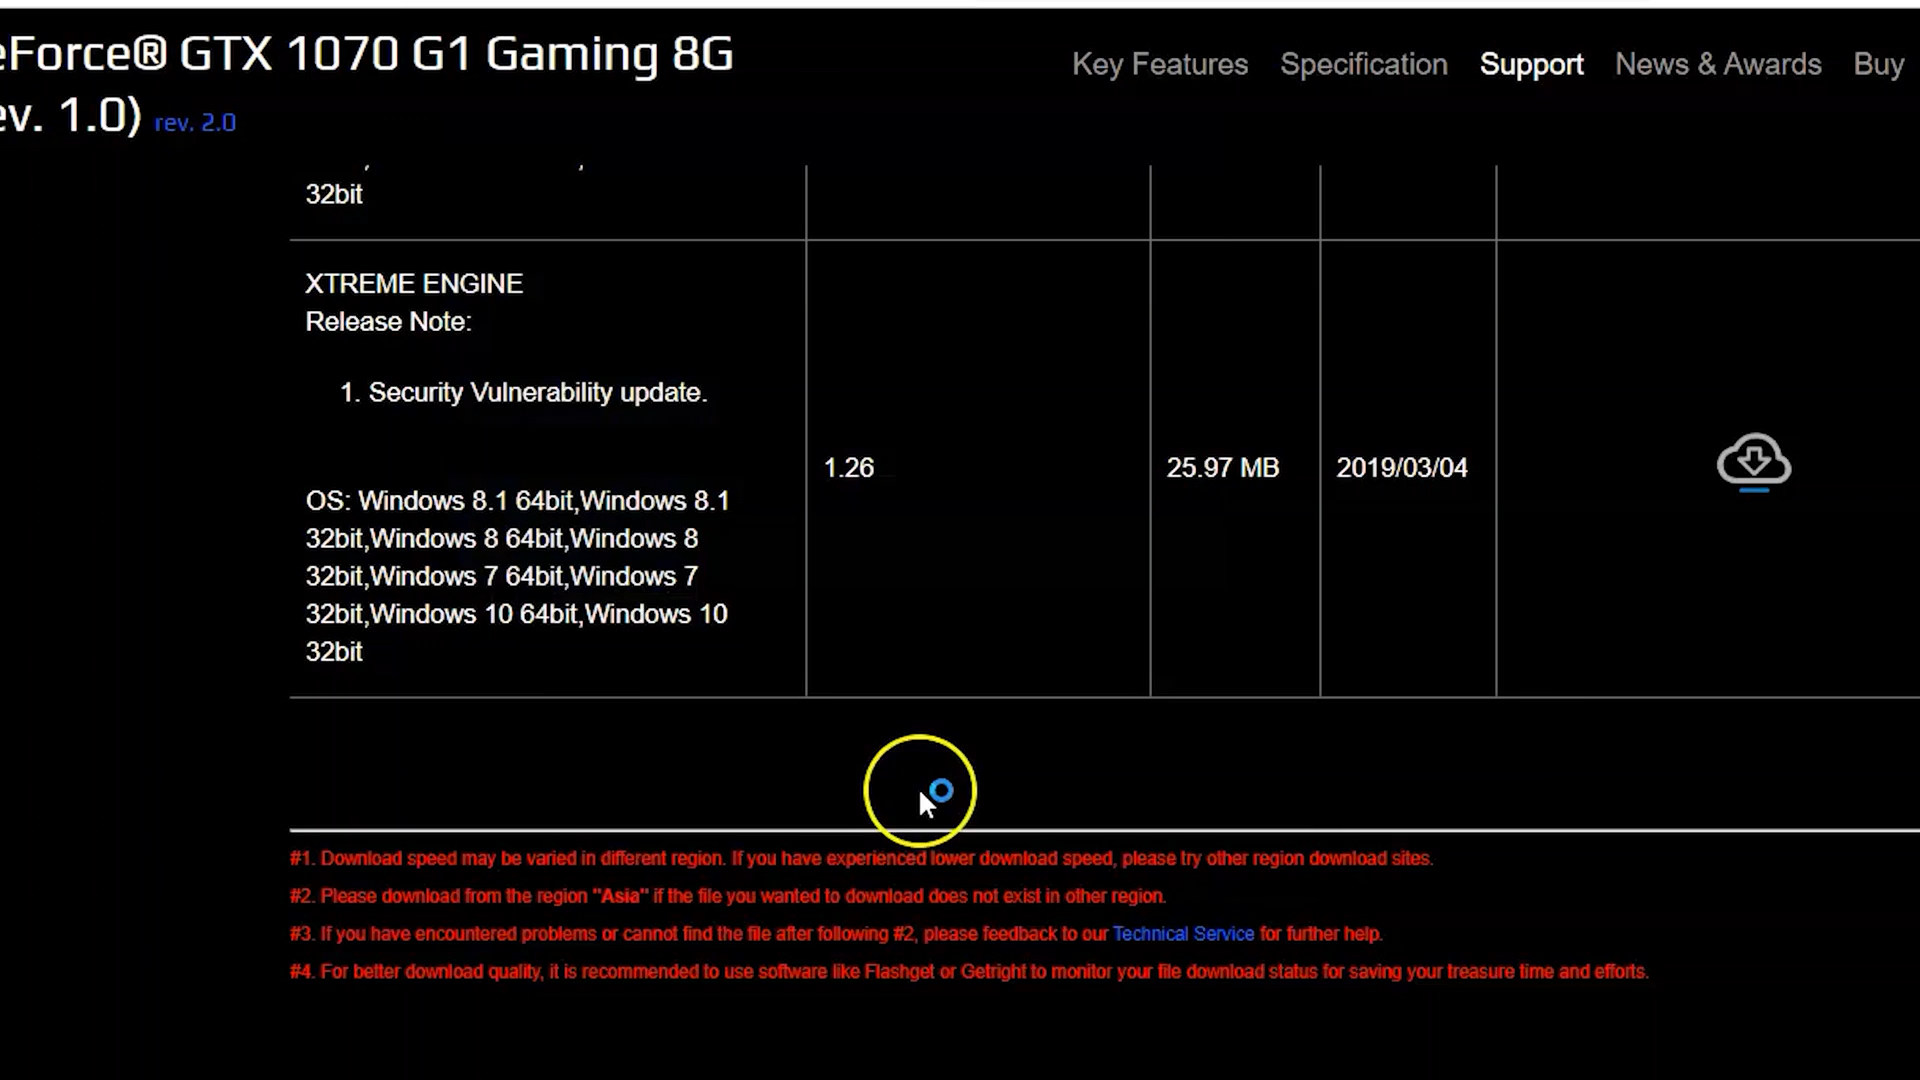 eForce® GTX 1070 G1 Gaming 8G
ev. 1.0) rev. 2.0
Key Features Specification Support News & Awards Buy
32bit
XTREME ENGINE
Release Note:
1. Security Vulnerability update.
OS: Windows 8.1 64bit,Windows 8.1
32bit,Windows 8 64bit,Windows 8
32bit,Windows 7 64bit,Windows 7
32bit,Windows 10 64bit,Windows 10
32bit
1.26
25.97 MB
2019/03/04
#1. Download speed may be varied in different region. If you have experienced lower download speed, please try other region download sites.
#2. Please download from the region "Asia" if the file you wanted to download does not exist in other region.
#3. If you have encountered problems or cannot find the file after following #2, please feedback to our Technical Service for further help.
#4. For better download quality, it is recommended to use software like Flashget or Getright to monitor your file download status for saving your treasure time and efforts.